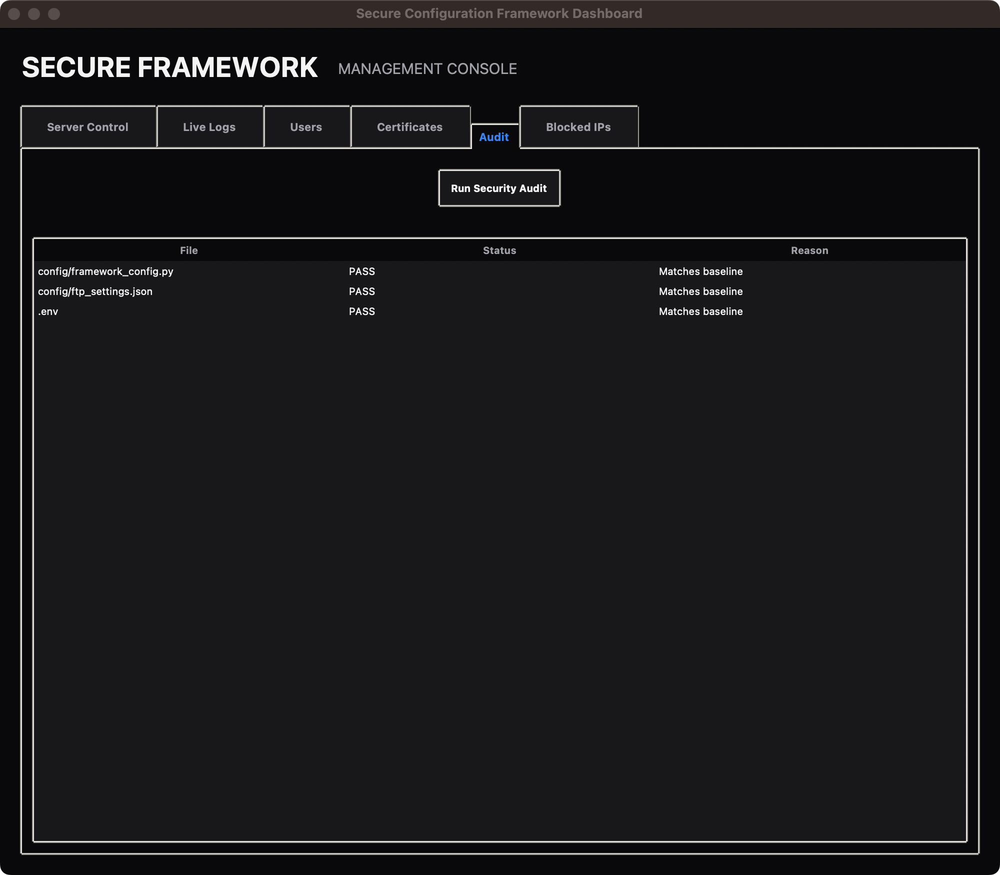 Secure Configuration Framework Dashboard
SECURE FRAMEWORK MANAGEMENT CONSOLE
Server Control Live Logs Users Certificates Audit Blocked IPs
Run Security Audit
File Status Reason
config/framework_config.py PASS Matches baseline
config/ftp_settings.json PASS Matches baseline
.env PASS Matches baseline